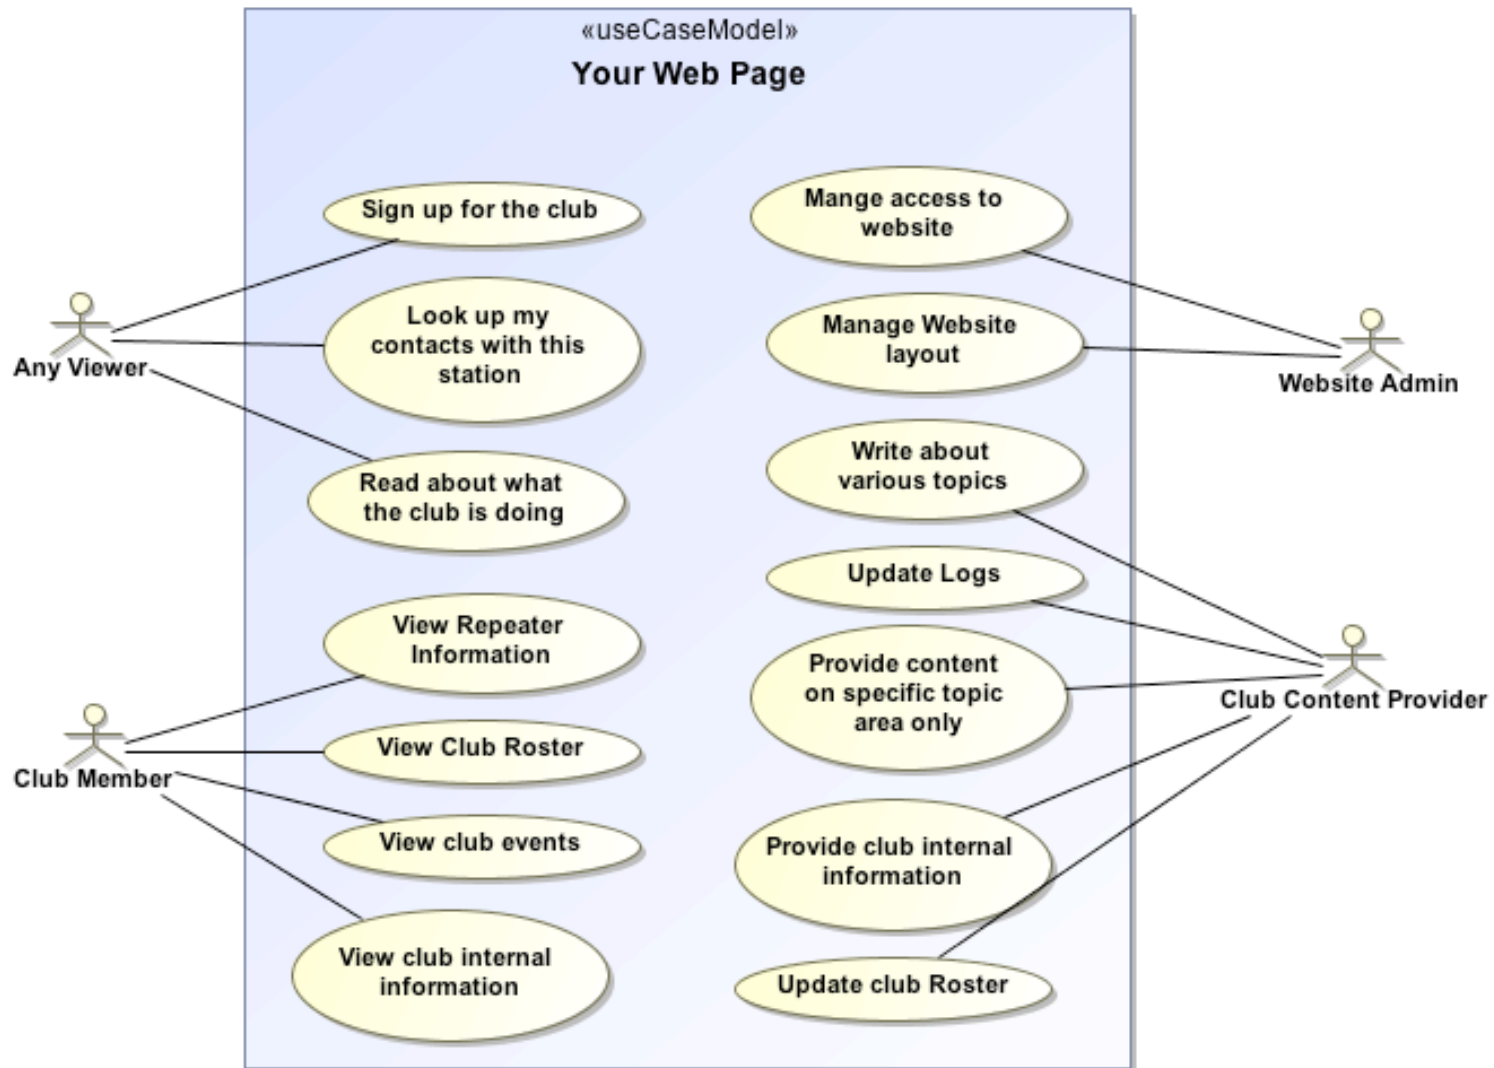 «useCaseModel»
Your Web Page
Sign up for the club
Look up my
contacts with this
station
Any Viewer
Read about what
the club is doing
View Repeater
Information
View Club Roster
Club Member
View club events
View club internal
information
Mange access to
website
Manage Website
layout
Website Admin
Write about
various topics
Update Logs
Provide content
on specific topic
area only
Club Content Provider
Provide club internal
information
Update club Roster